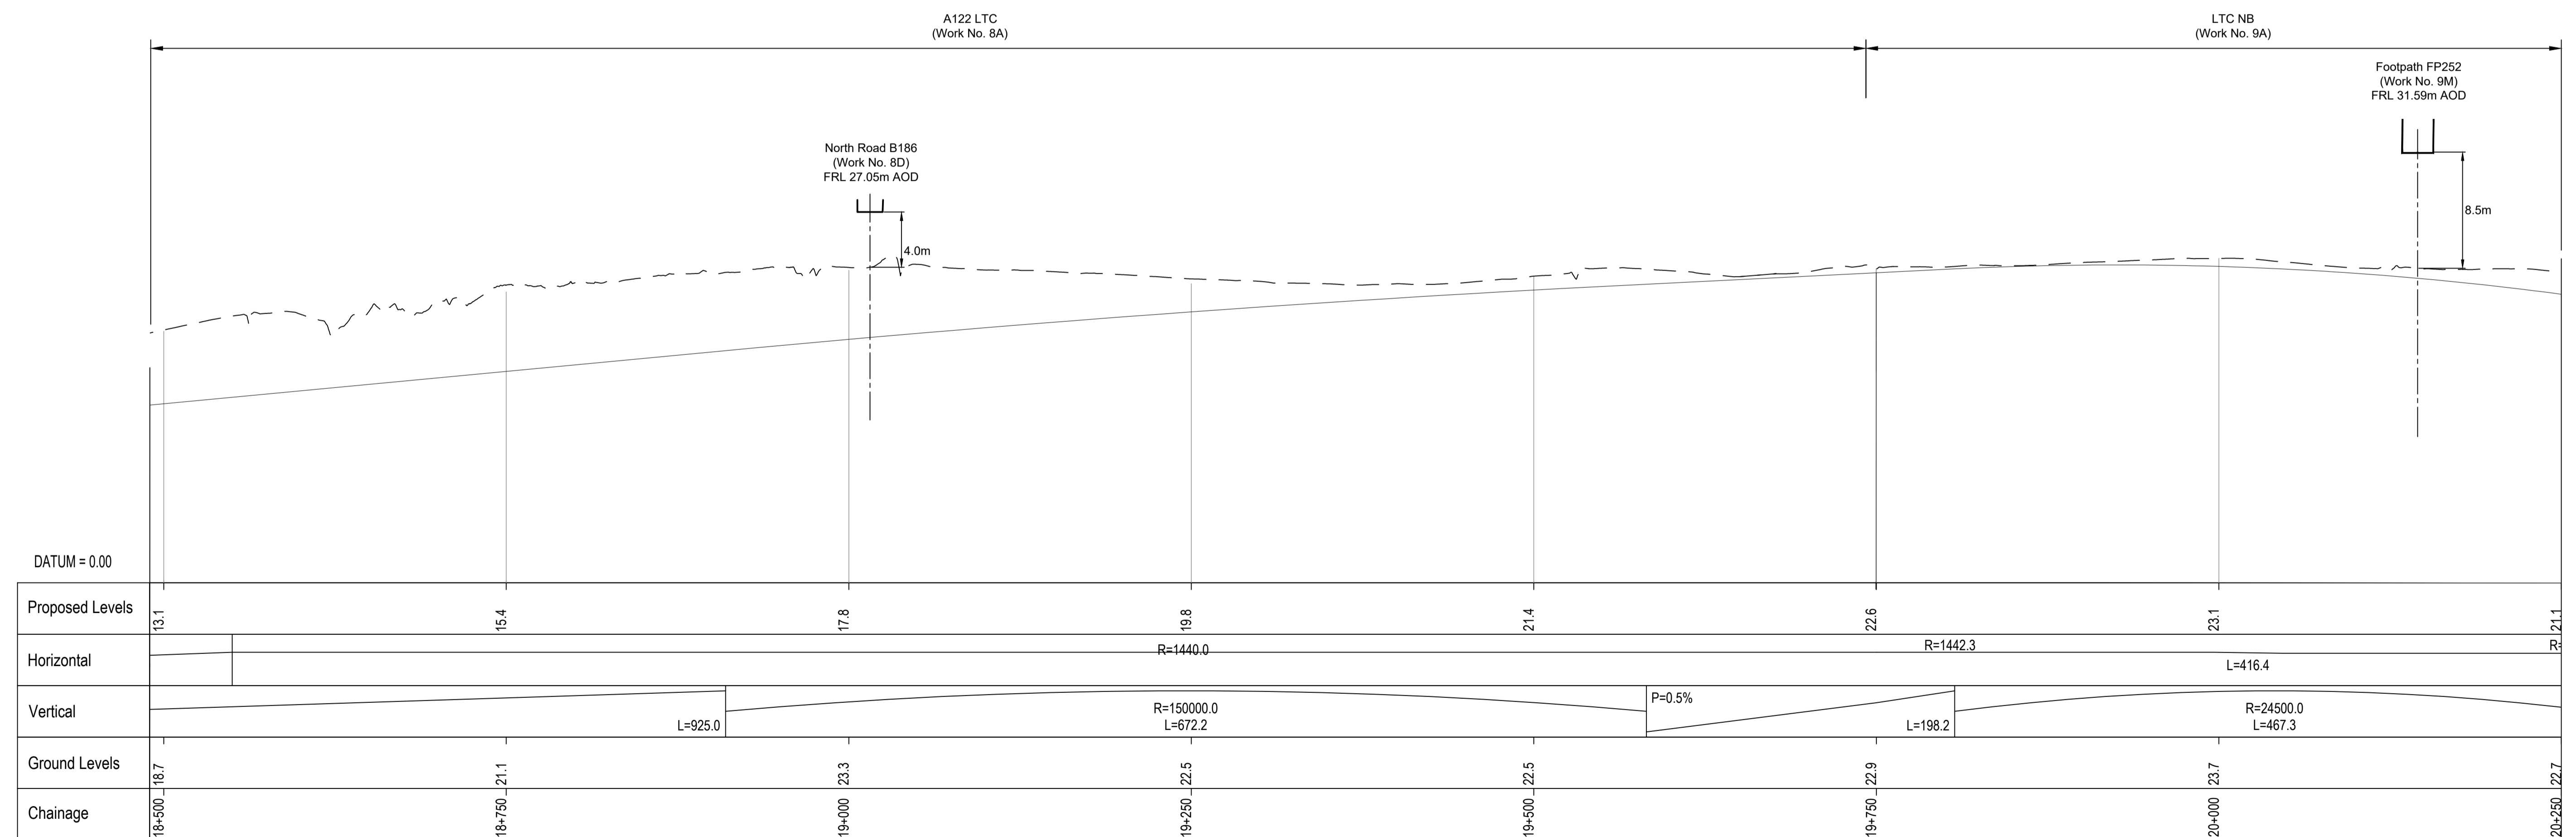 A122 LTC
(Work No. 8A)
LTC NB
(Work No. 9A)
Footpath FP252
(Work No. 9M)
FRL 31.59m AOD
North Road B186
(Work No. 8D)
FRL 27.05m AOD
8.5m
4.0m
DATUM = 0.00
Proposed Levels 13.1 15.4 17.8 19.8 21.4 22.6 23.1 21.1
Horizontal R=1440.0 R=1442.3 L=416.4 R=
Vertical L=925.0 R=150000.0 L=672.2 P=0.5% L=198.2 R=24500.0 L=467.3
Ground Levels 18.7 21.1 23.3 22.5 22.5 22.9 23.7 22.7
Chainage 18+500 18+750 19+000 19+250 19+500 19+750 20+000 20+250